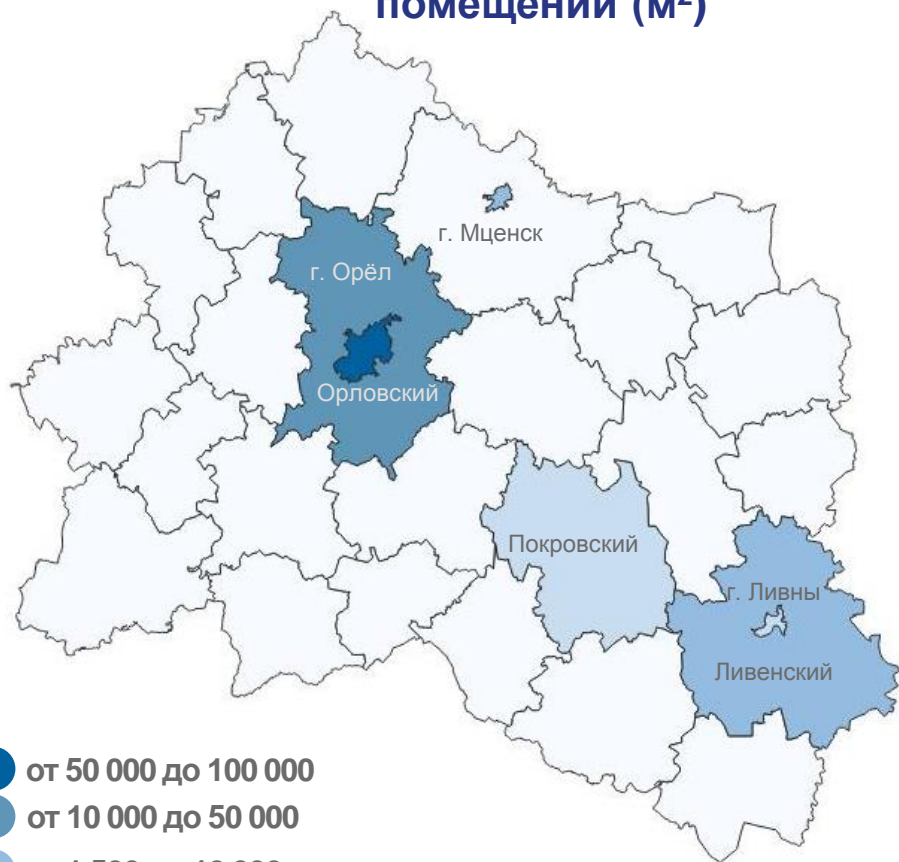 помещений (м²)
г. Мценск
г. Орёл
Орловский
Покровский
г. Ливны
Ливенский
от 50 000 до 100 000
от 10 000 до 50 000